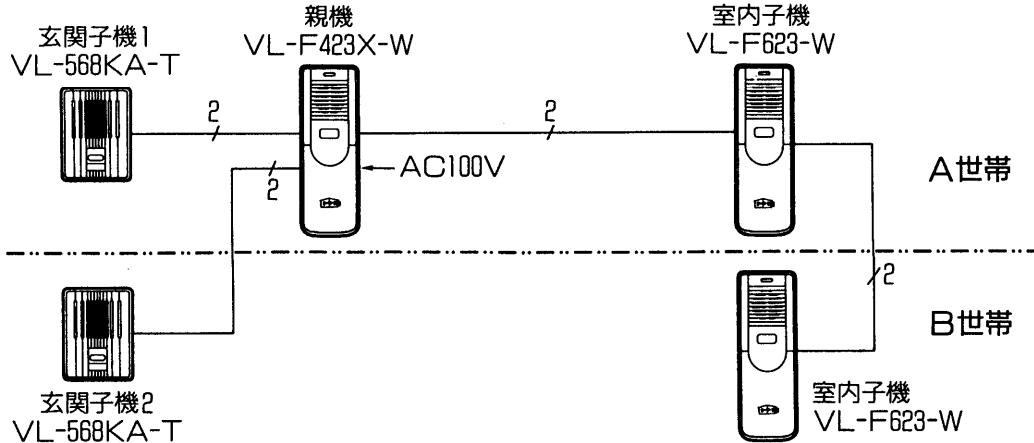 玄関子機1
VL-568KA-T
親機
VL-F423X-W
室内子機
VL-F623-W
2
2
2
AC100V
A世帯
2
B世帯
玄関子機2
VL-568KA-T
室内子機
VL-F623-W